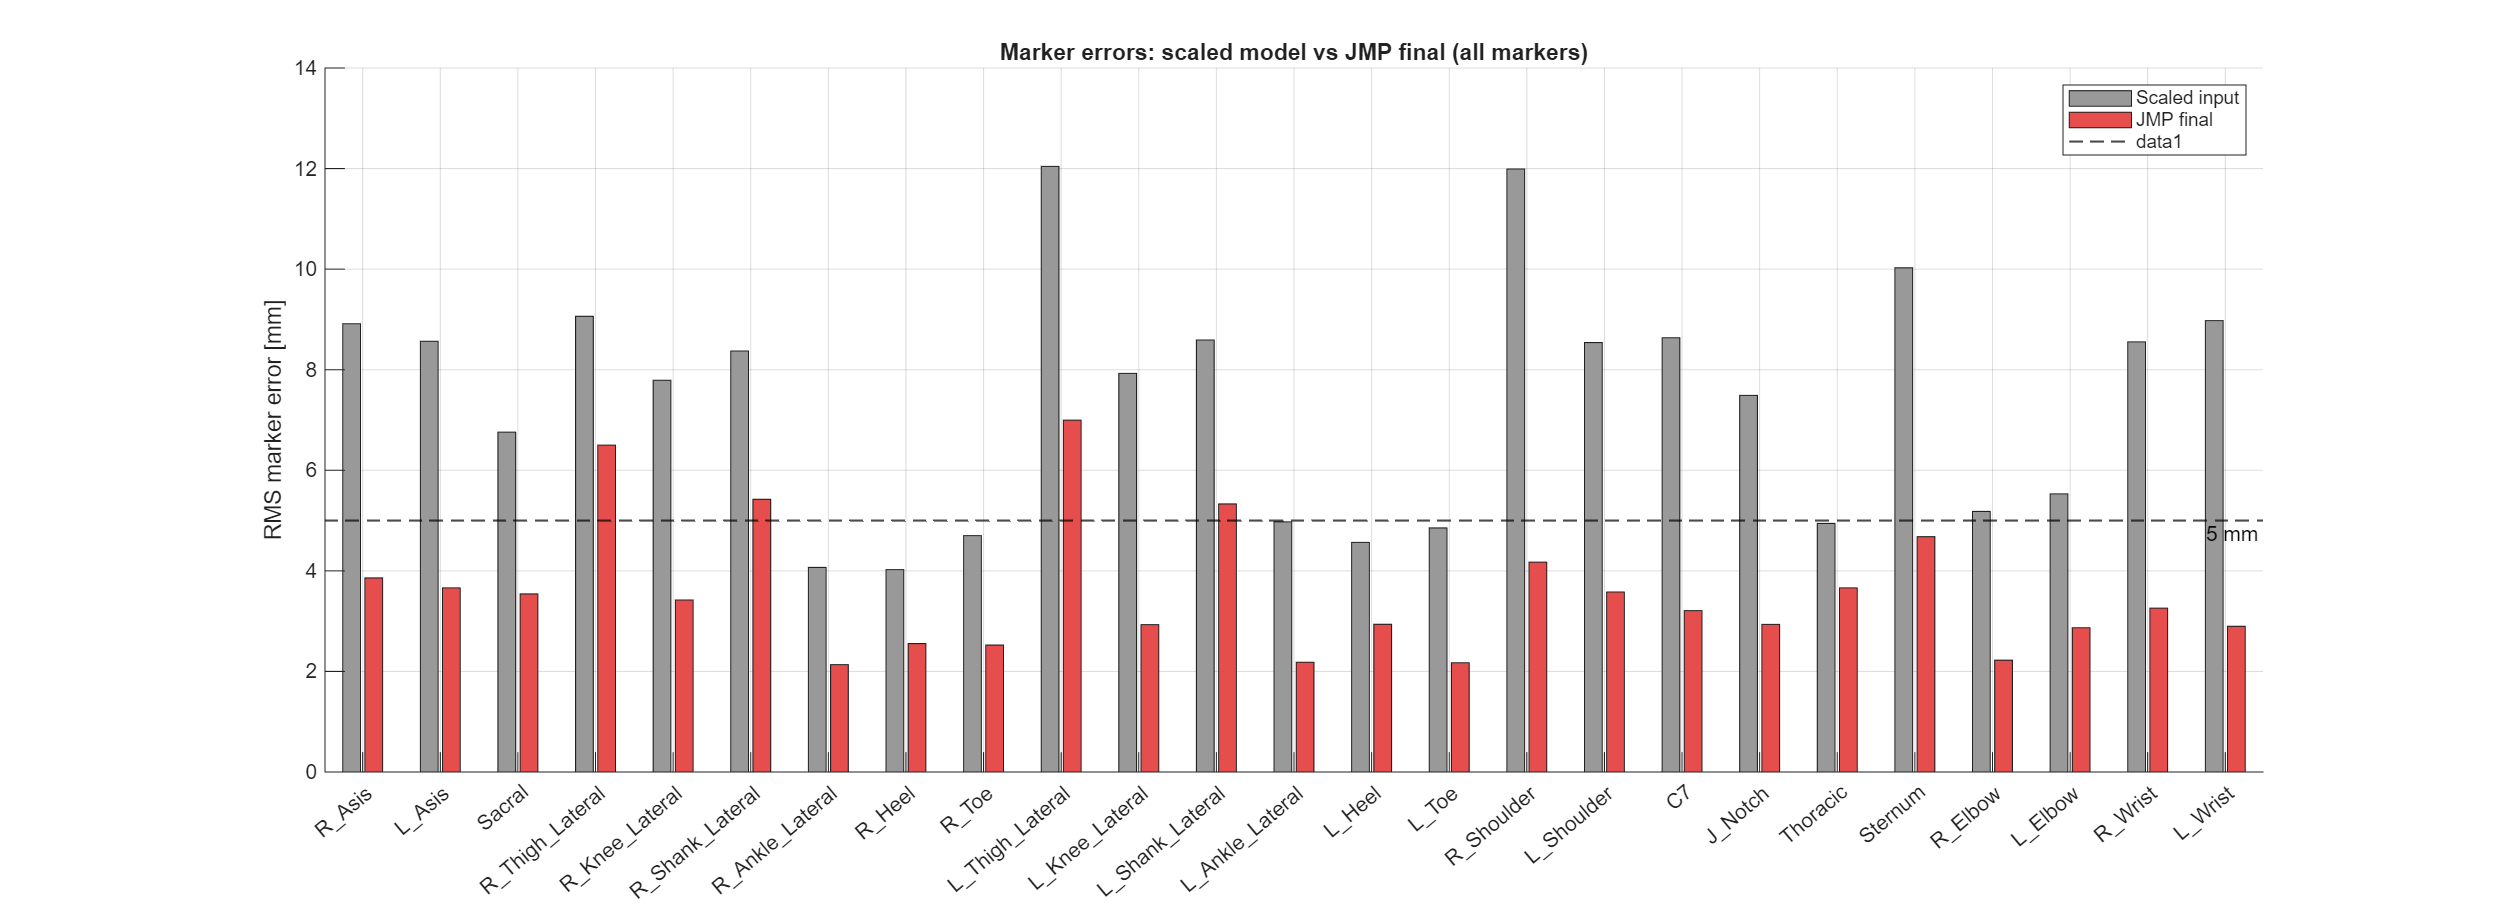 Marker errors: scaled model vs JMP final (all markers)
14
12
10
8
6
4
2
0
RMS marker error [mm]
Scaled input
JMP final
data1
5 mm
R_Asis
L_Asis
Sacral
R_Thigh_Lateral
R_Knee_Lateral
R_Shank_Lateral
R_Ankle_Lateral
R_Heel
R_Toe
L_Thigh_Lateral
L_Knee_Lateral
L_Shank_Lateral
L_Ankle_Lateral
L_Heel
L_Toe
R_Shoulder
L_Shoulder
C7
J_Notch
Thoracic
Sternum
R_Elbow
L_Elbow
R_Wrist
L_Wrist